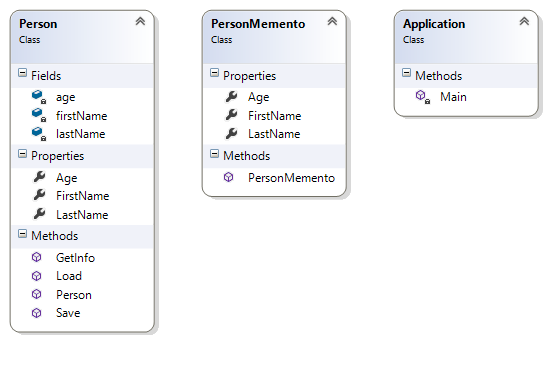 Person
Class
Fields
age
firstName
lastName
Properties
Age
FirstName
LastName
Methods
GetInfo
Load
Person
Save
PersonMemento
Class
Properties
Age
FirstName
LastName
Methods
PersonMemento
Application
Class
Methods
Main